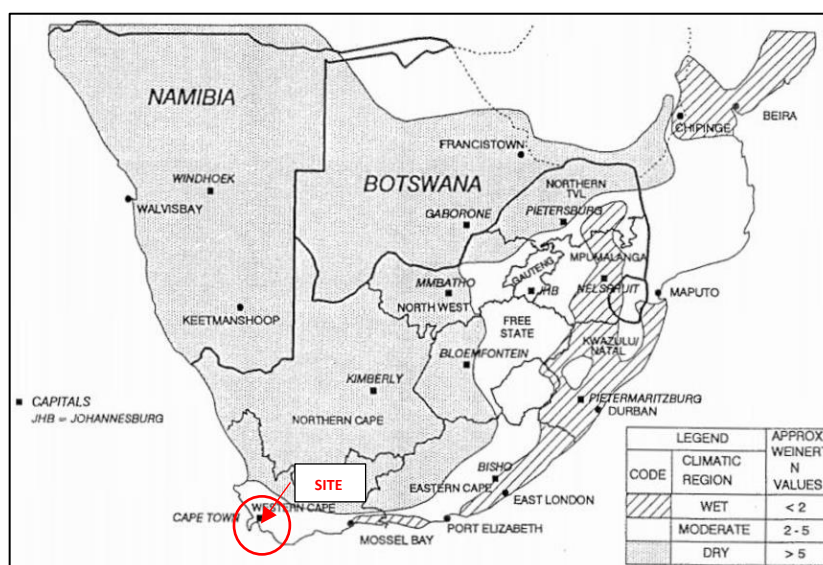 NAMIBIA
CHIPINGE
BEIRA
FRANCISTOWN
WINDHOEK
BOTSWANA
NORTHERN
TVL
WALVISBAY
GABORONE
PIETERSBURG
MPUMALANGA
GAUTENG
MMBATHO
NELSPRUIT
JHB
NORTH WEST
MAPUTO
KEETMANSHOOP
FREE
STATE
KWAZULU/
NATAL
BLOEMFONTEIN
KIMBERLY
CAPITALS
JHB = JOHANNESBURG
PIETERMARITZBURG
DURBAN
NORTHERN CAPE
SITE
BISHO
EASTERN CAPE
EAST LONDON
WESTERN CAPE
CAPE TOWN
PORT ELIZABETH
MOSSEL BAY
LEGEND
APPROX
WEINERT
N
VALUES
CODE
CLIMATIC
REGION
WET
< 2
MODERATE
2 - 5
DRY
> 5